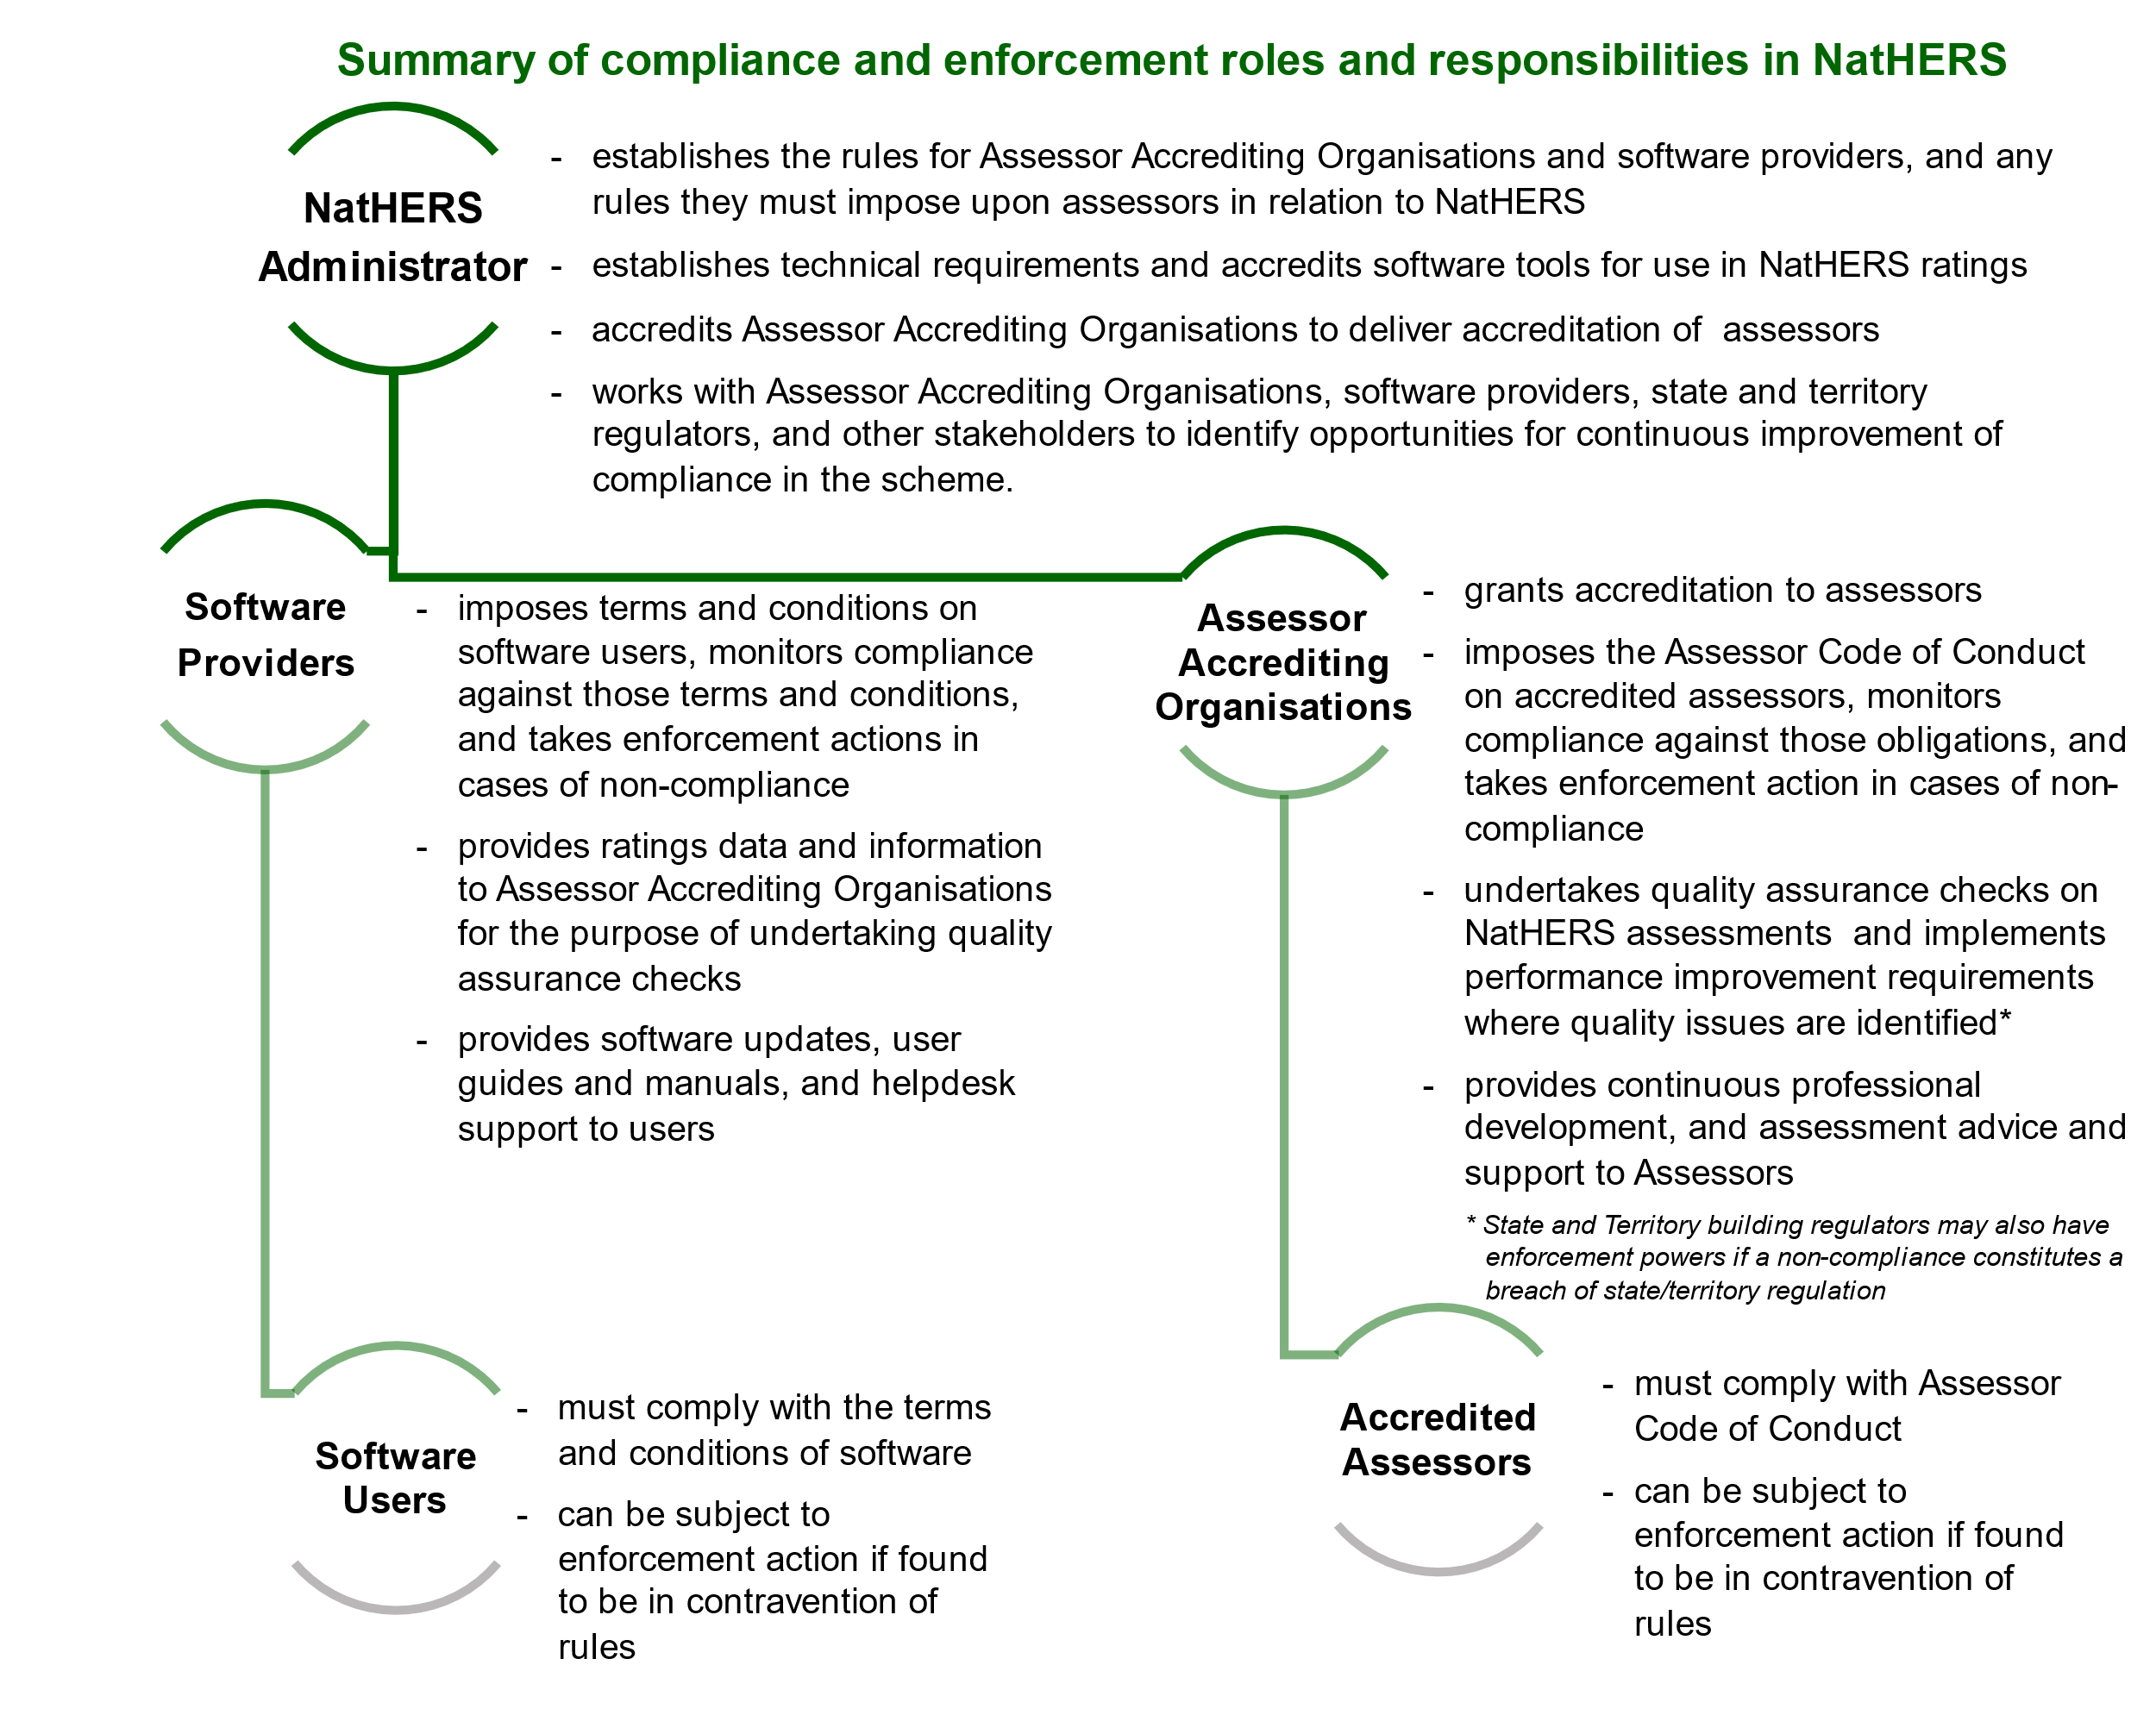 Summary of compliance and enforcement roles and responsibilities in NatHERS
NatHERS
Administrator
- establishes the rules for Assessor Accrediting Organisations and software providers, and any
rules they must impose upon assessors in relation to NatHERS
- establishes technical requirements and accredits software tools for use in NatHERS ratings
- accredits Assessor Accrediting Organisations to deliver accreditation of  assessors
- works with Assessor Accrediting Organisations, software providers, state and territory
regulators, and other stakeholders to identify opportunities for continuous improvement of
compliance in the scheme.
Software
Providers
- imposes terms and conditions on
software users, monitors compliance
against those terms and conditions,
and takes enforcement actions in
cases of non-compliance
- provides ratings data and information
to Assessor Accrediting Organisations
for the purpose of undertaking quality
assurance checks
- provides software updates, user
guides and manuals, and helpdesk
support to users
Assessor
Accrediting
Organisations
- grants accreditation to assessors
- imposes the Assessor Code of Conduct
on accredited assessors, monitors
compliance against those obligations, and
takes enforcement action in cases of non-
compliance
- undertakes quality assurance checks on
NatHERS assessments  and implements
performance improvement requirements
where quality issues are identified*
- provides continuous professional
development, and assessment advice and
support to Assessors
* State and Territory building regulators may also have
enforcement powers if a non-compliance constitutes a
breach of state/territory regulation
Software
Users
- must comply with the terms
and conditions of software
- can be subject to
enforcement action if found
to be in contravention of
rules
Accredited
Assessors
- must comply with Assessor
Code of Conduct
- can be subject to
enforcement action if found
to be in contravention of
rules